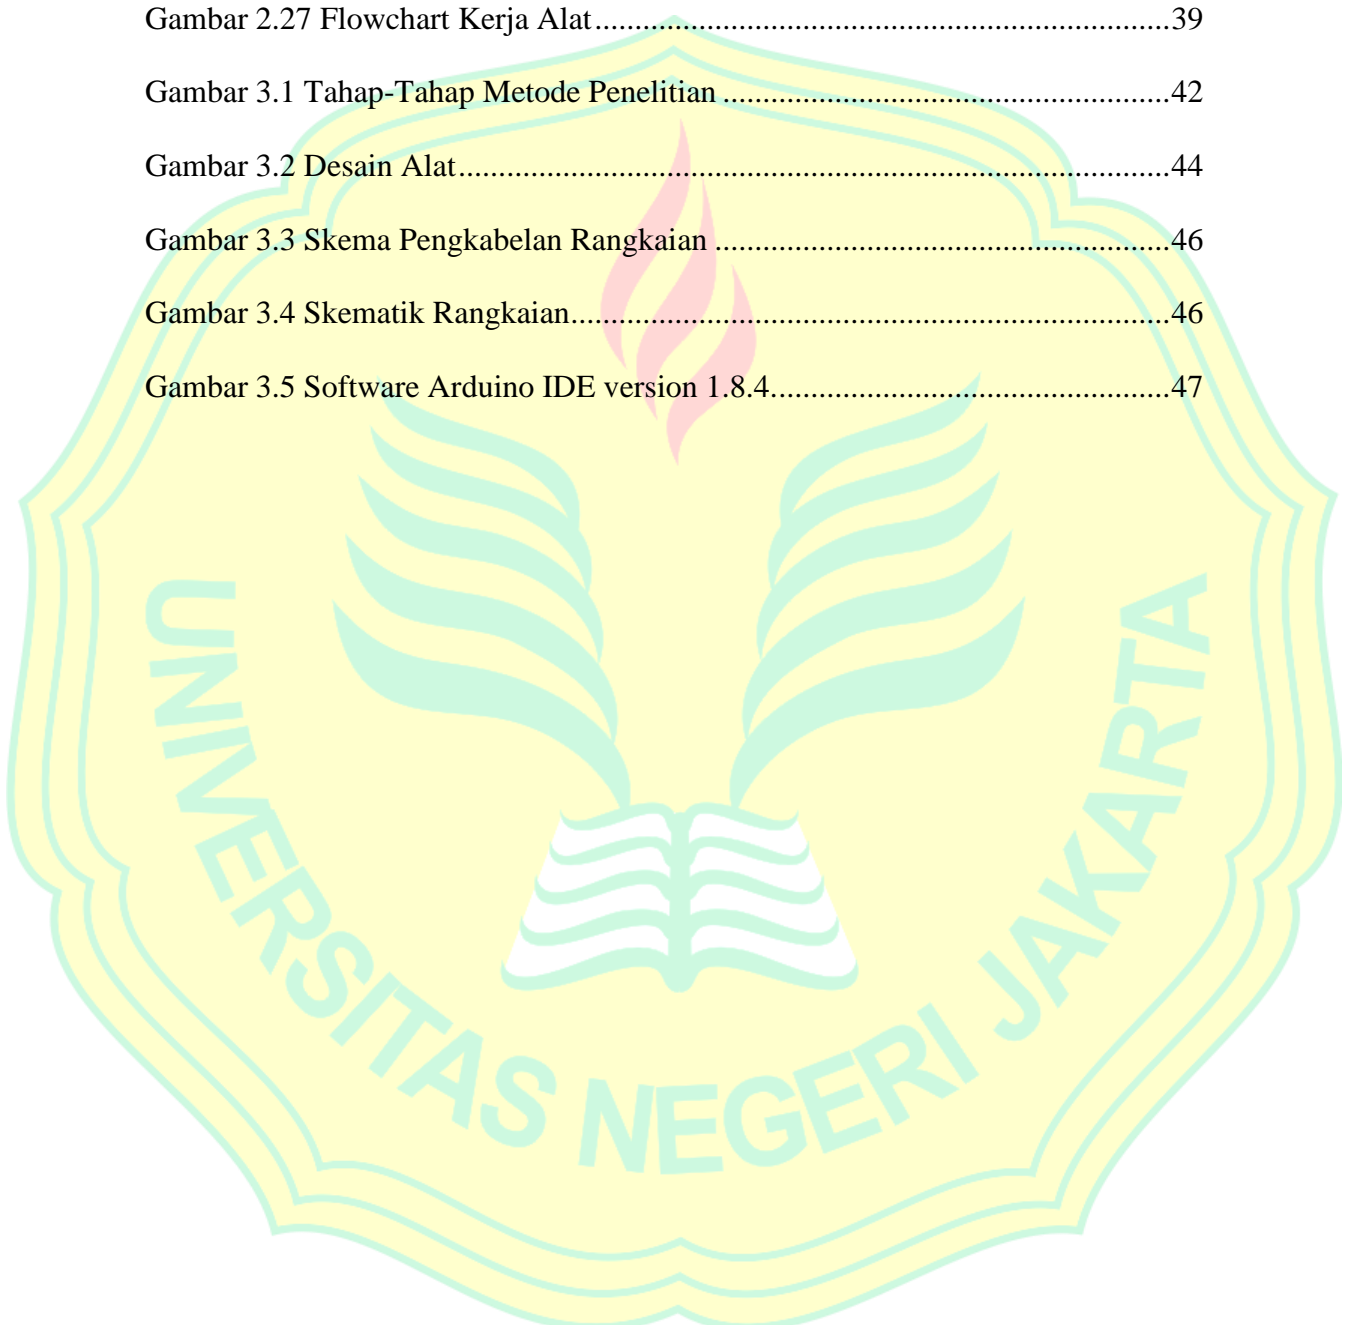 Gambar 2.27 Flowchart Kerja Alat........................................................................39
Gambar 3.1 Tahap-Tahap Metode Penelitian ........................................................42
Gambar 3.2 Desain Alat.........................................................................................44
Gambar 3.3 Skema Pengkabelan Rangkaian .........................................................46
Gambar 3.4 Skematik Rangkaian...........................................................................46
Gambar 3.5 Software Arduino IDE version 1.8.4..................................................47
UNIVERSITAS NEGERI JAKARTA